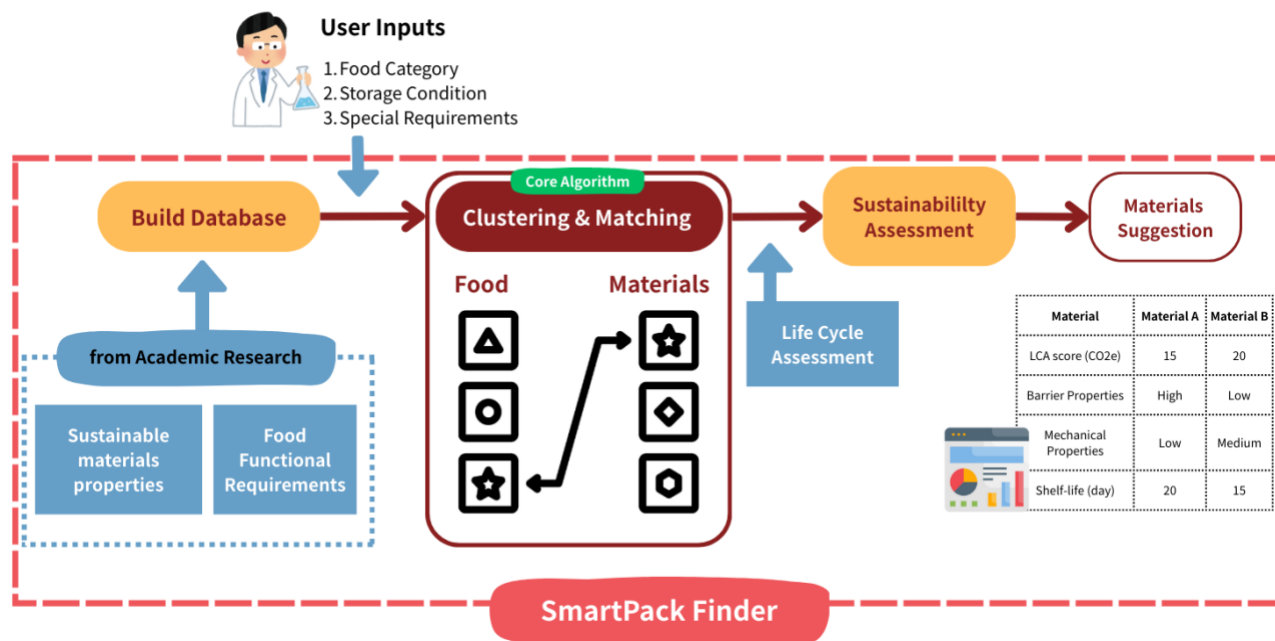 User Inputs
1. Food Category
2. Storage Condition
3. Special Requirements
Build Database
Core Algorithm
Clustering & Matching
Sustainabililty
Assessment
Materials
Suggestion
Food
Materials
from Academic Research
Sustainable
materials
properties
Food
Functional
Requirements
Life Cycle
Assessment
Material Material A Material B
LCA score (CO2e) 15 20
Barrier Properties High Low
Mechanical
Properties Low Medium
Shelf-life (day) 20 15
SmartPack Finder